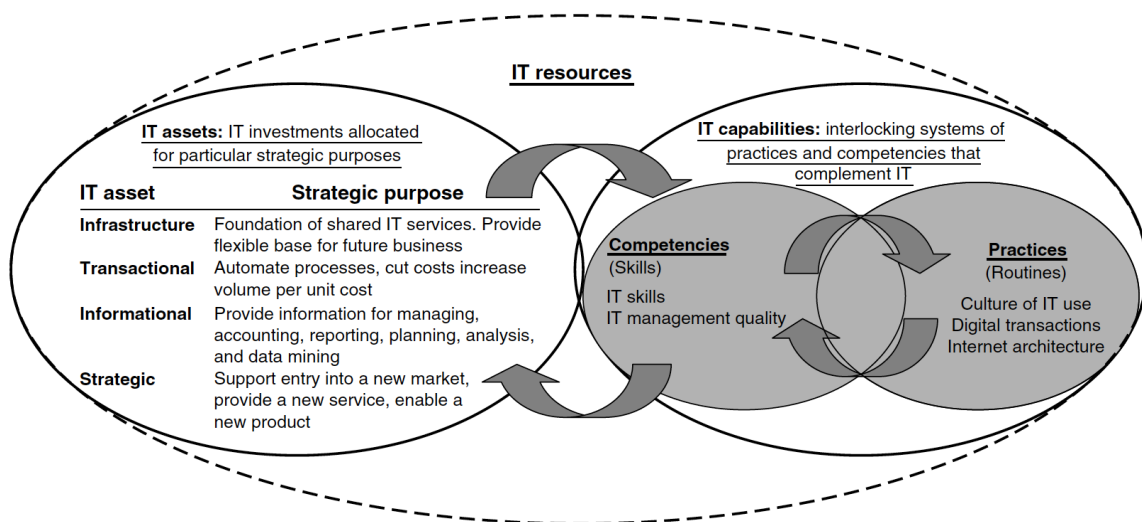 IT resources
IT assets: IT investments allocated
for particular strategic purposes
IT asset Strategic purpose
Infrastructure Foundation of shared IT services. Provide
flexible base for future business
Transactional Automate processes, cut costs increase
volume per unit cost
Informational Provide information for managing,
accounting, reporting, planning, analysis,
and data mining
Strategic Support entry into a new market,
provide a new service, enable a
new product
IT capabilities: interlocking systems of
practices and competencies that
complement IT
Competencies
(Skills)
IT skills
IT management quality
Practices
(Routines)
Culture of IT use
Digital transactions
Internet architecture